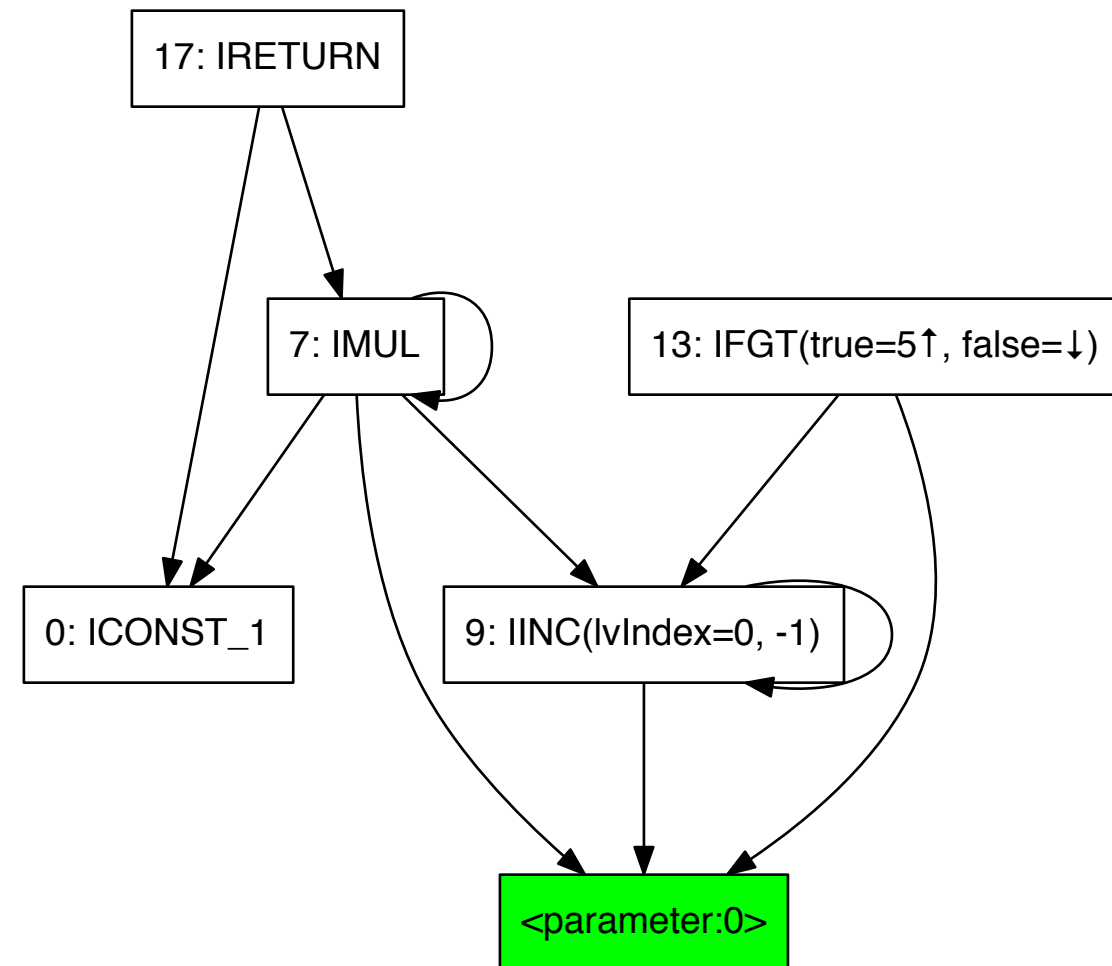 17: IRETURN
7: IMUL
13: IFGT(true=5↑, false=↓)
0: ICONST_1
9: IINC(lvIndex=0, -1)
<parameter:0>